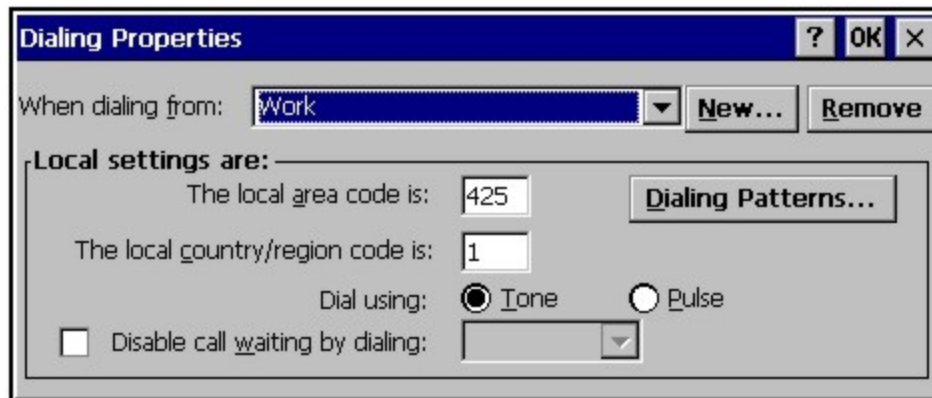 Dialing Properties ? OK ×
When dialing from: Work New... Remove
Local settings are:
The local area code is: 425 Dialing Patterns...
The local country/region code is: 1
Dial using: Tone Pulse
Disable call waiting by dialing: